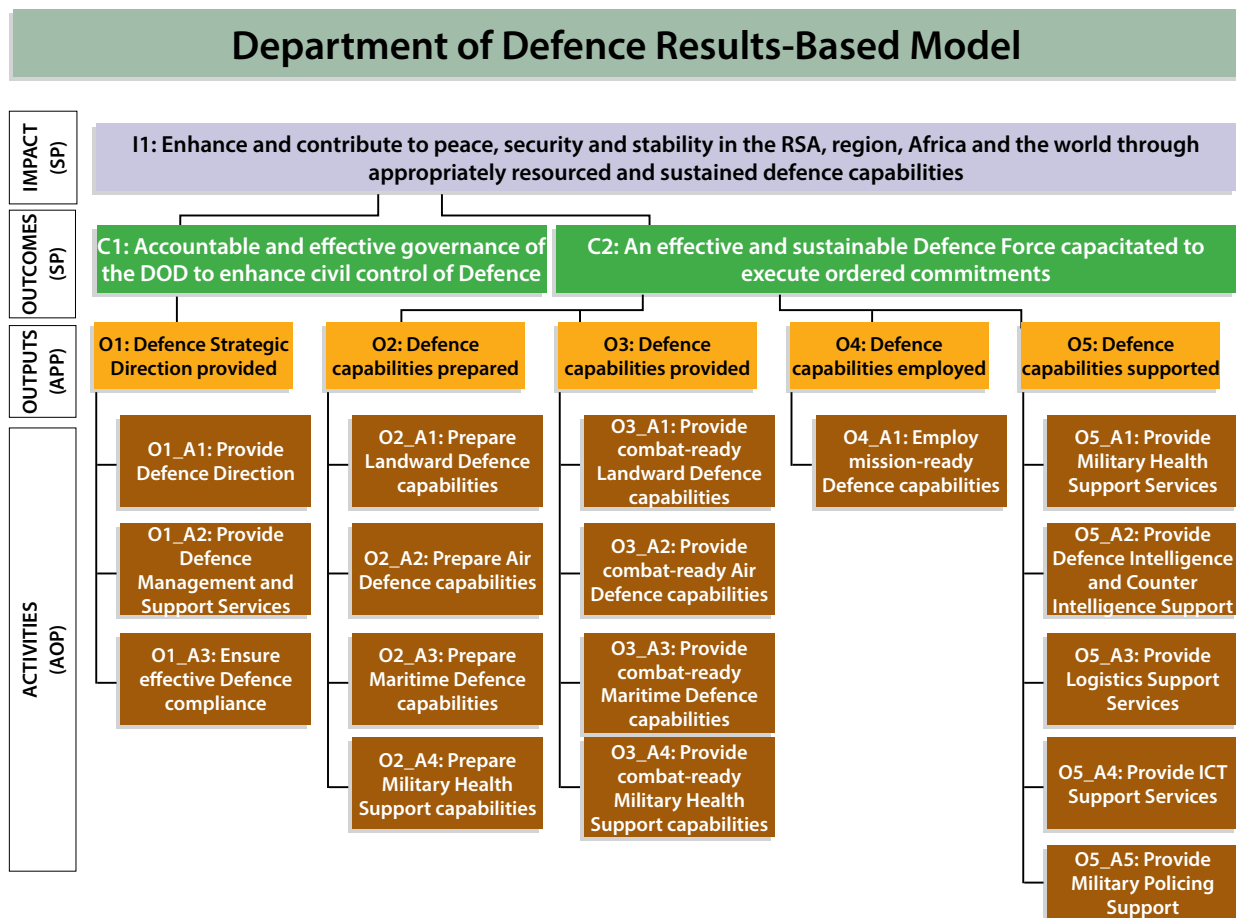 Department of Defence Results-Based Model
IMPACT
(SP)
I1: Enhance and contribute to peace, security and stability in the RSA, region, Africa and the world through
appropriately resourced and sustained defence capabilities
OUTCOMES
(SP)
C1: Accountable and effective governance of
the DOD to enhance civil control of Defence
C2: An effective and sustainable Defence Force capacitated to
execute ordered commitments
OUTPUTS
(APP)
O1: Defence Strategic
Direction provided
O2: Defence
capabilities prepared
O3: Defence
capabilities provided
O4: Defence
capabilities employed
O5: Defence
capabilities supported
ACTIVITIES
(AOP)
O1_A1: Provide
Defence Direction
O1_A2: Provide
Defence
Management and
Support Services
O1_A3: Ensure
effective Defence
compliance
O2_A1: Prepare
Landward Defence
capabilities
O2_A2: Prepare Air
Defence capabilities
O2_A3: Prepare
Maritime Defence
capabilities
O2_A4: Prepare
Military Health
Support capabilities
O3_A1: Provide
combat-ready
Landward Defence
capabilities
O3_A2: Provide
combat-ready Air
Defence capabilities
O3_A3: Provide
combat-ready
Maritime Defence
capabilities
O3_A4: Provide
combat-ready
Military Health
Support capabilities
O4_A1: Employ
mission-ready
Defence capabilities
O5_A1: Provide
Military Health
Support Services
O5_A2: Provide
Defence Intelligence
and Counter
Intelligence Support
O5_A3: Provide
Logistics Support
Services
O5_A4: Provide ICT
Support Services
O5_A5: Provide
Military Policing
Support